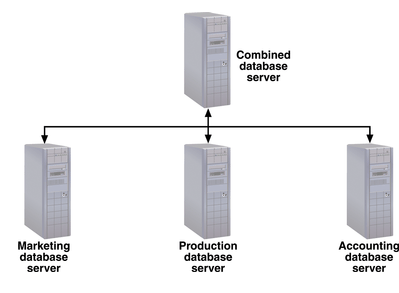 Combined
database
server
Marketing
database
server
Production
database
server
Accounting
database
server